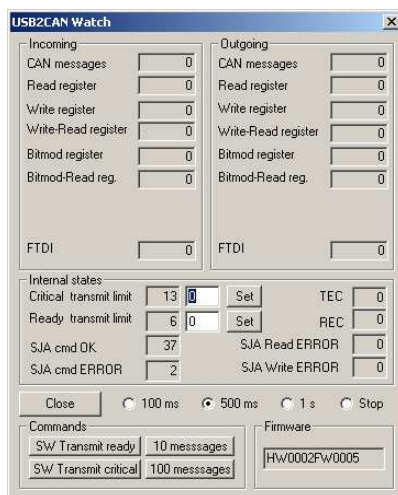 USB2CAN Watch
Incoming
CAN messages 0
Read register 0
Write register 0
Write-Read register 0
Bitmod register 0
Bitmod-Read reg. 0
FTDI 0
Outgoing
CAN messages 0
Read register 0
Write register 0
Write-Read register 0
Bitmod register 0
Bitmod-Read reg. 0
FTDI 0
Internal states
Critical transmit limit 13 0 Set TEC 0
Ready transmit limit 6 0 Set REC 0
SJA cmd OK 37 SJA Read ERROR 0
SJA cmd ERROR 2 SJA Write ERROR 0
Close 100 ms 500 ms 1 s Stop
Commands
SW Transmit ready 10 messsages
SW Transmit critical 100 messsages
Firmware
HW0002FW0005